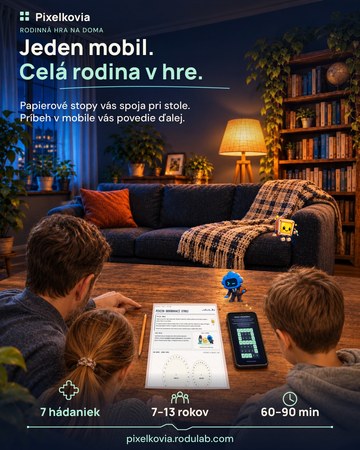 Pixelkovia
RODINNÁ HRA NA DOMA
Jeden mobil.
Celá rodina v hre.
Papierové stopy vás spoja pri stole.
Príbeh v mobile vás povedie ďalej.
7 hádaniek
7–13 rokov
60–90 min
pixelkovia.rodulab.com